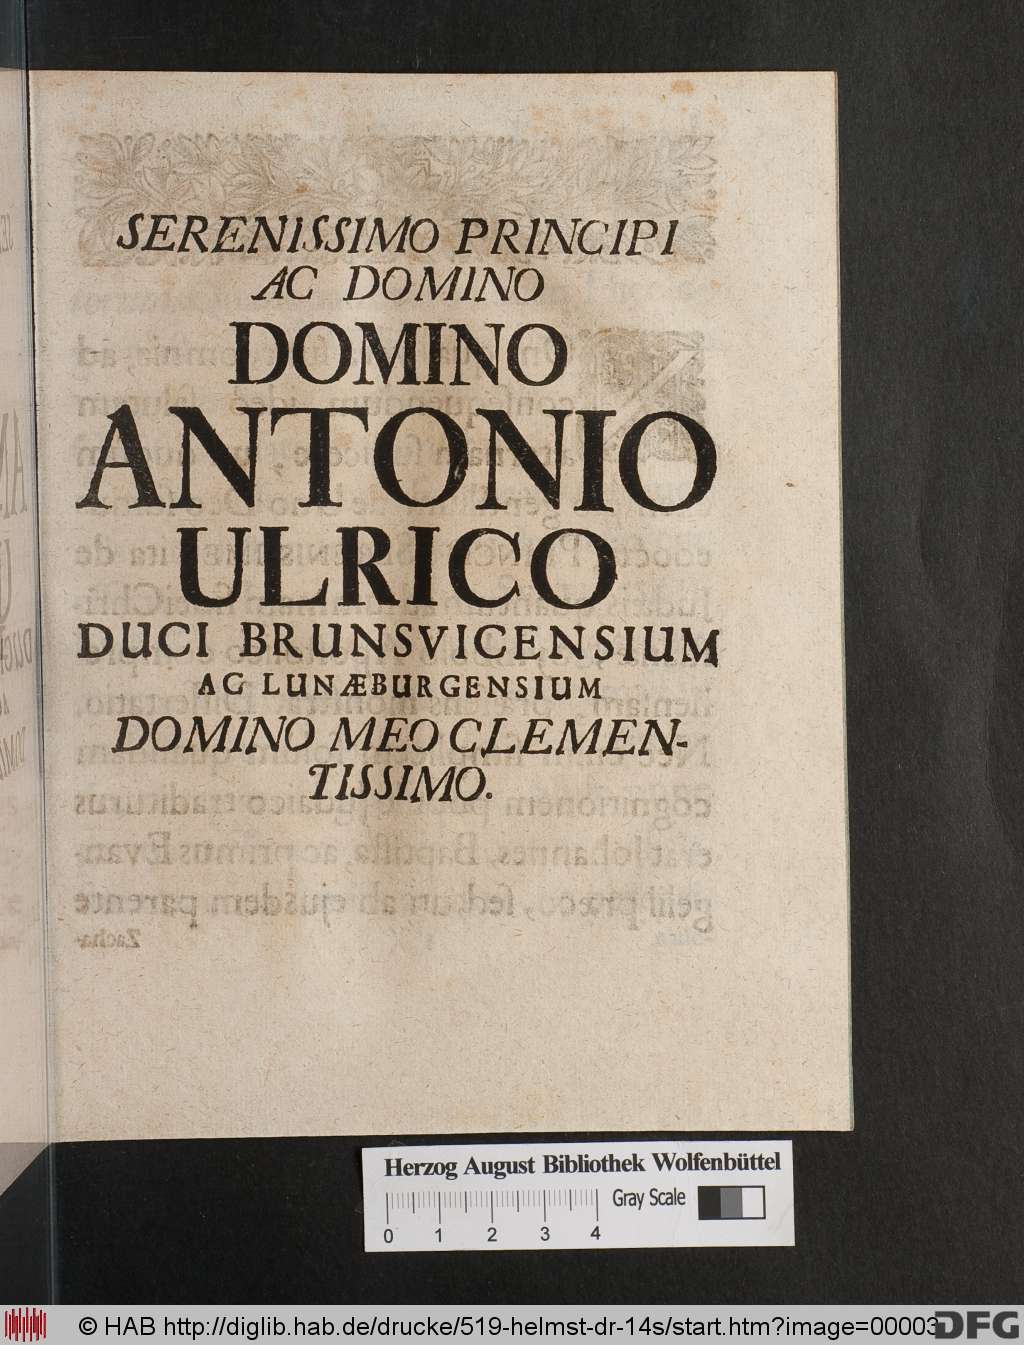 SERENISSIMO PRINCIPI
AC DOMINO
DOMINO
ANTONIO
ULRICO
DUCI BRUNSVICENSIUM
AC LUNÆBURGENSIUM
DOMINO MEO CLEMEN-
TISSIMO.
Herzog August Bibliothek Wolfenbüttel
Gray Scale
0 1 2 3 4
© HAB http://diglib.hab.de/drucke/519-helmst-dr-14s/start.htm?image=00003
DFG